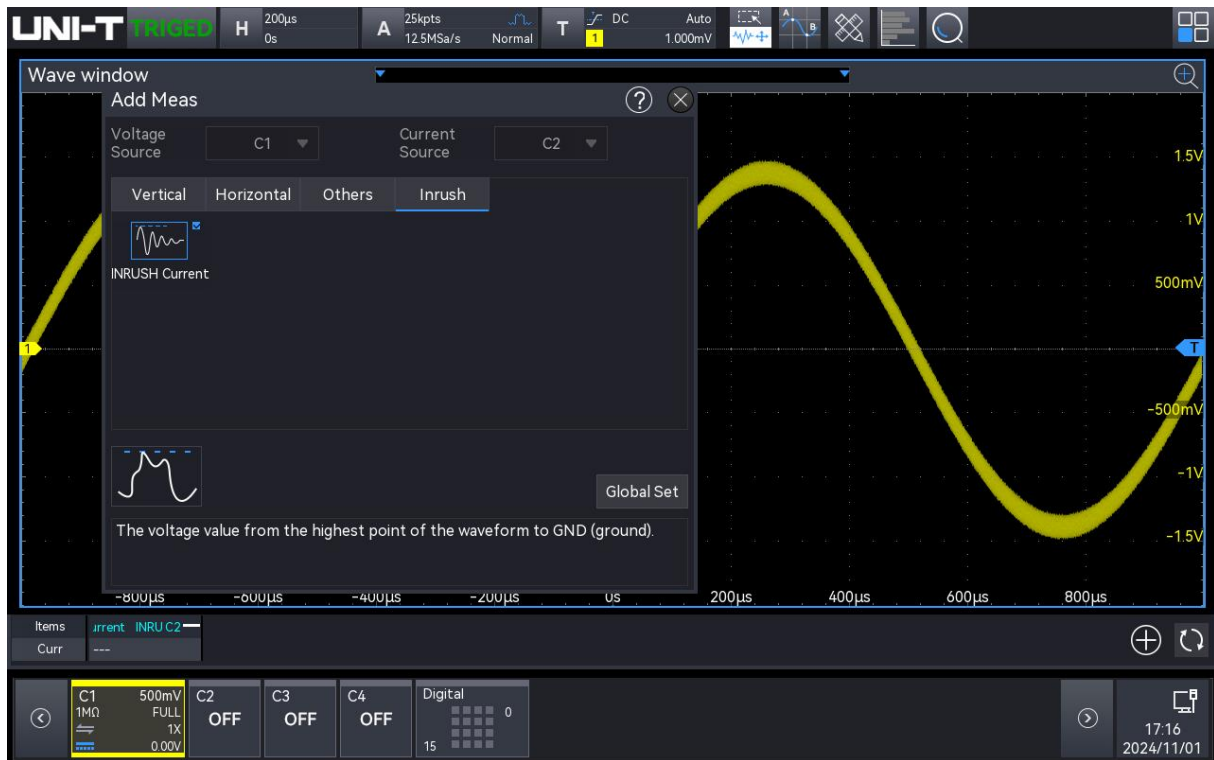 UNI-T TRIGED H 200μs 0s A 25kpts 12.5MSa/s Normal T DC 1 Auto 1.000mV A B
Wave window
Add Meas ?
Voltage Source C1 Current Source C2
Vertical Horizontal Others Inrush
INRUSH Current
Global Set
The voltage value from the highest point of the waveform to GND (ground).
1.5V
1V
500mV
1 T
-500mV
-1V
-1.5V
-800μs -600μs -400μs -200μs 0s 200μs 400μs 600μs 800μs
Items urrent INRU C2
Curr ---
C1 500mV
1MΩ FULL
1X
0.00V
C2 OFF
C3 OFF
C4 OFF
Digital
0
15
17:16
2024/11/01